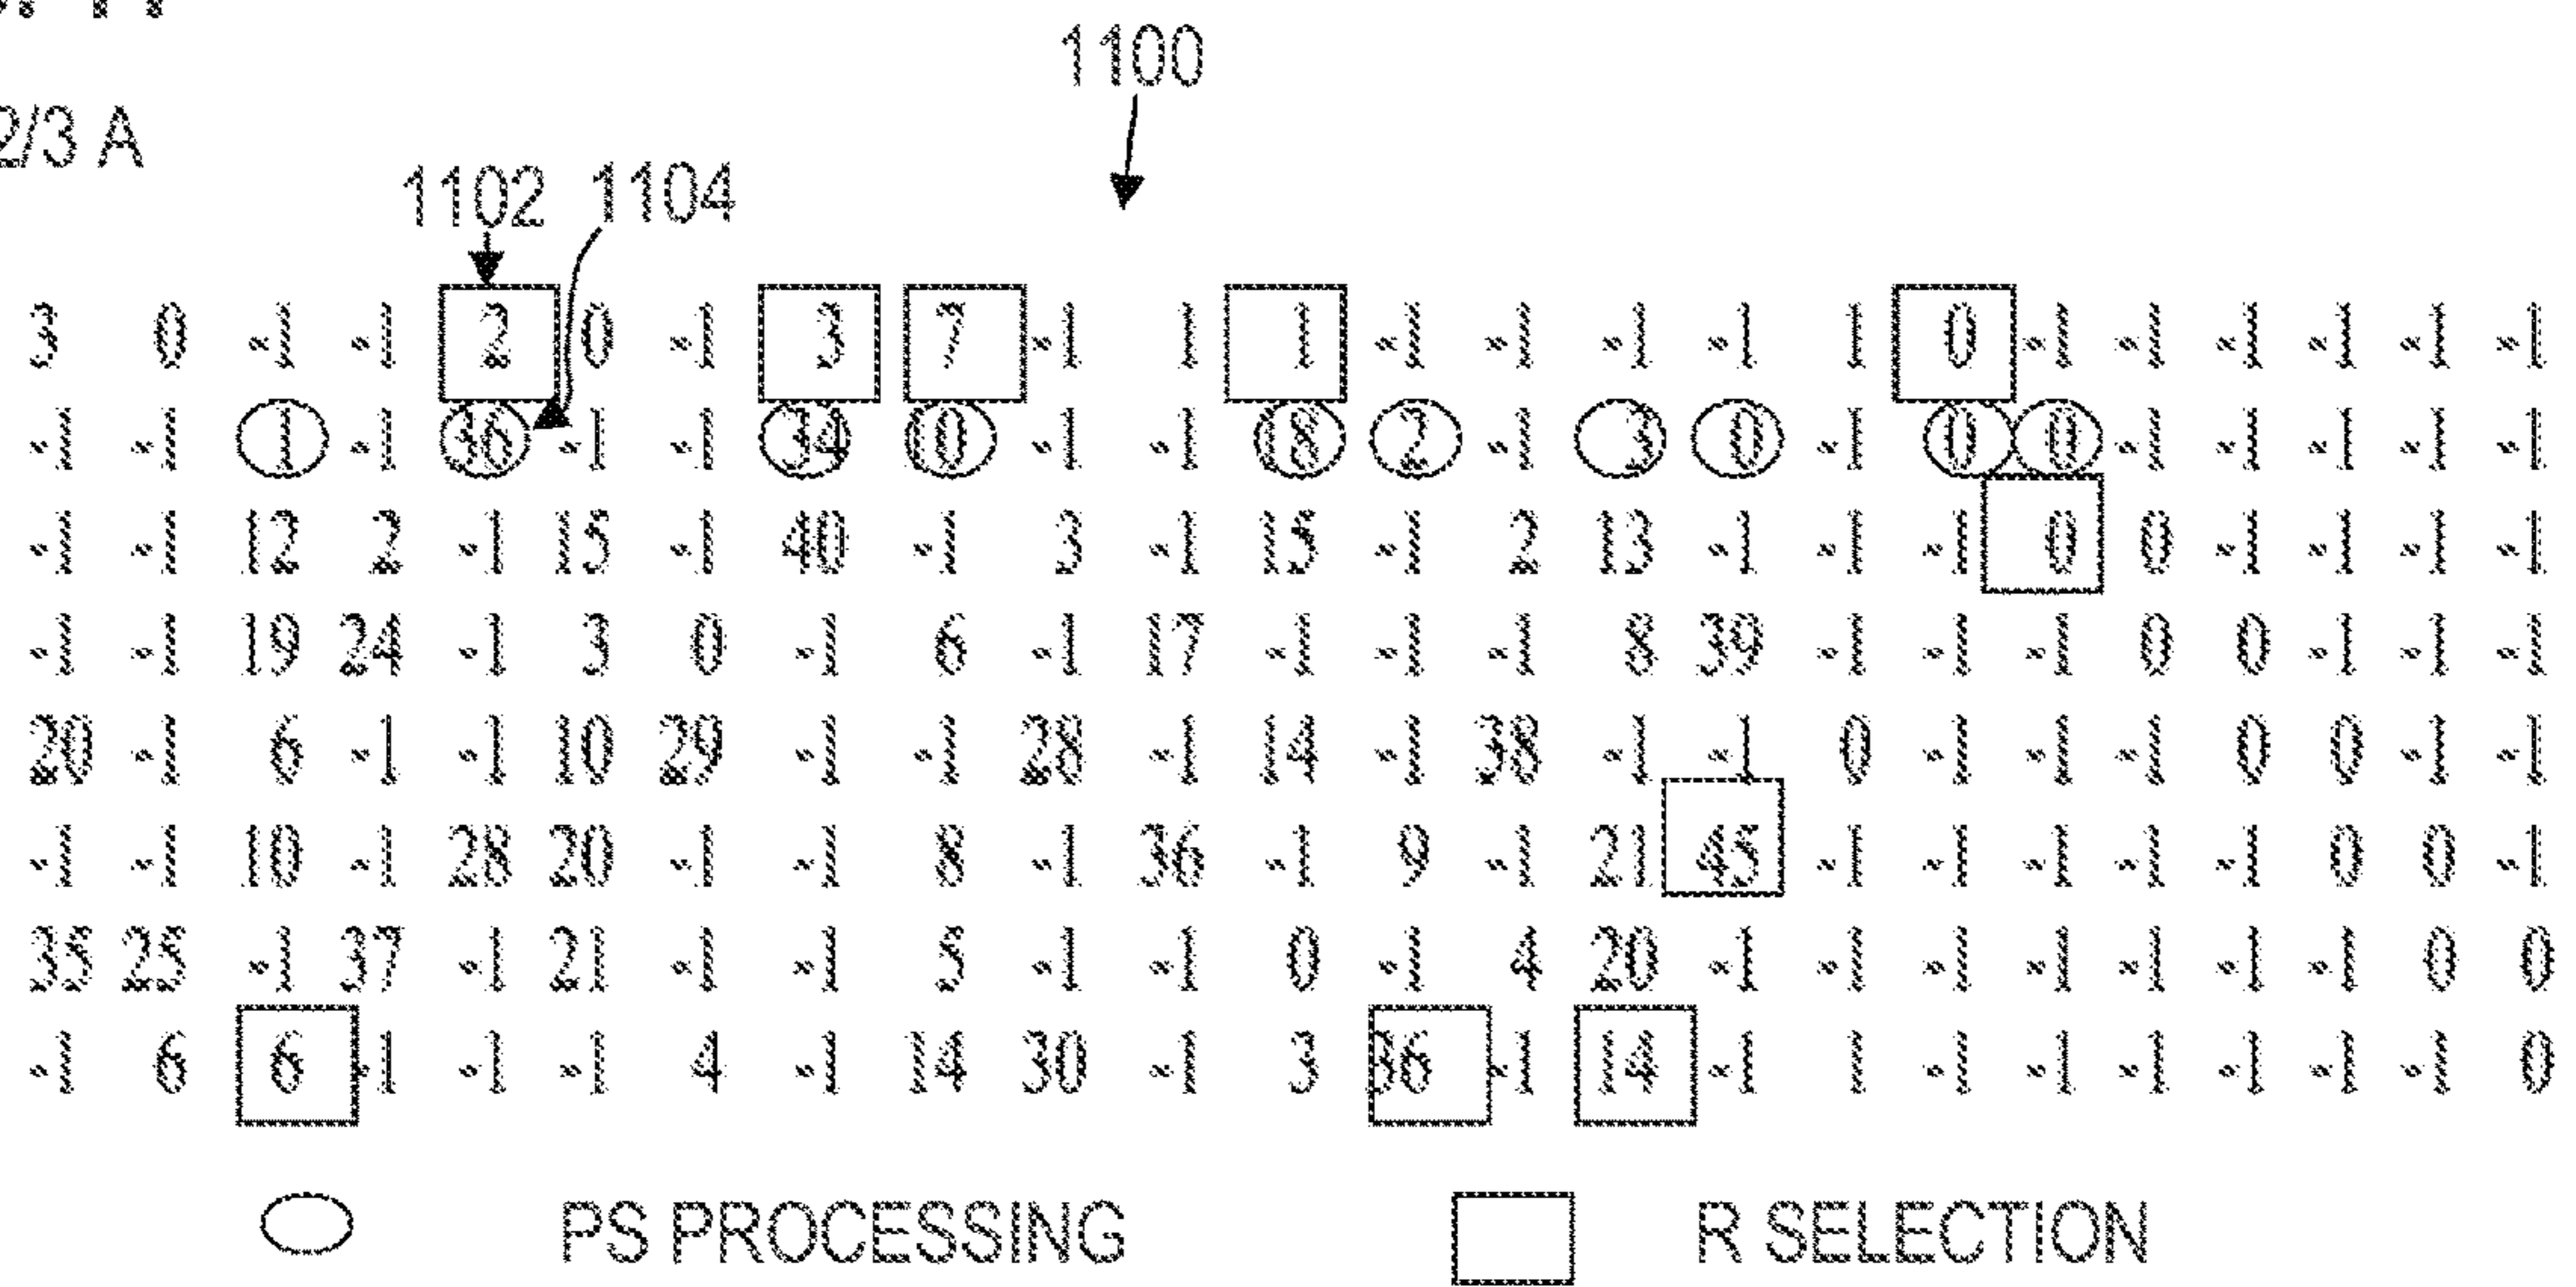 1100
2/3 A
1102 1104
3 0 -1 -1 2 0 -1 3 7 -1 1 1 -1 -1 -1 -1 1 0 -1 -1 -1 -1 -1 -1
-1 -1 1 -1 36 -1 -1 34 10 -1 -1 18 2 -1 3 0 -1 0 0 -1 -1 -1 -1 -1
-1 -1 12 2 -1 15 -1 40 -1 3 -1 15 -1 2 13 -1 -1 -1 0 0 -1 -1 -1 -1
-1 -1 19 24 -1 3 0 -1 6 -1 17 -1 -1 -1 8 39 -1 -1 -1 0 0 -1 -1 -1
20 -1 6 -1 -1 10 29 -1 -1 28 -1 14 -1 38 -1 -1 0 -1 -1 -1 0 0 -1 -1
-1 -1 10 -1 28 20 -1 -1 8 -1 36 -1 9 -1 21 45 -1 -1 -1 -1 -1 0 0 -1
35 25 -1 37 -1 21 -1 -1 5 -1 -1 0 -1 4 20 -1 -1 -1 -1 -1 -1 -1 0 0
-1 6 6 -1 -1 -1 4 -1 14 30 -1 3 36 -1 14 -1 1 -1 -1 -1 -1 -1 -1 0
PS PROCESSING R SELECTION